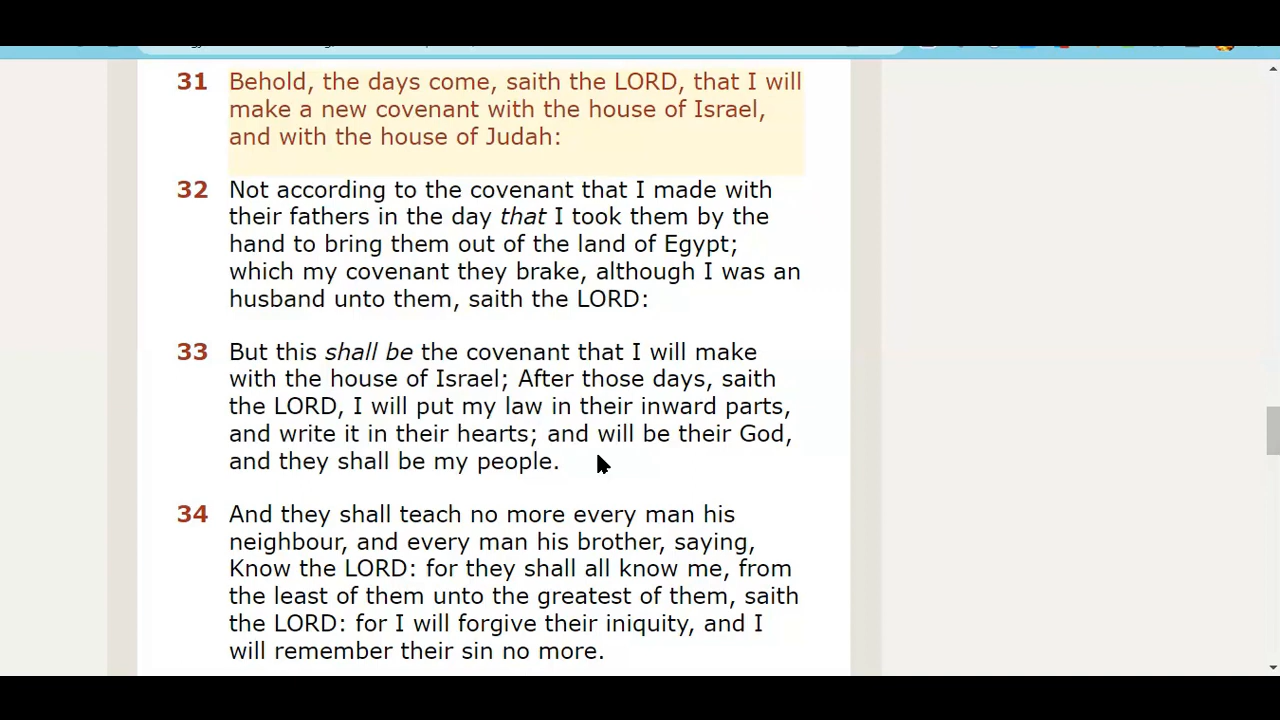 31 Behold, the days come, saith the LORD, that I will
make a new covenant with the house of Israel,
and with the house of Judah:
32 Not according to the covenant that I made with
their fathers in the day that I took them by the
hand to bring them out of the land of Egypt;
which my covenant they brake, although I was an
husband unto them, saith the LORD:
33 But this shall be the covenant that I will make
with the house of Israel; After those days, saith
the LORD, I will put my law in their inward parts,
and write it in their hearts; and will be their God,
and they shall be my people.
34 And they shall teach no more every man his
neighbour, and every man his brother, saying,
Know the LORD: for they shall all know me, from
the least of them unto the greatest of them, saith
the LORD: for I will forgive their iniquity, and I
will remember their sin no more.